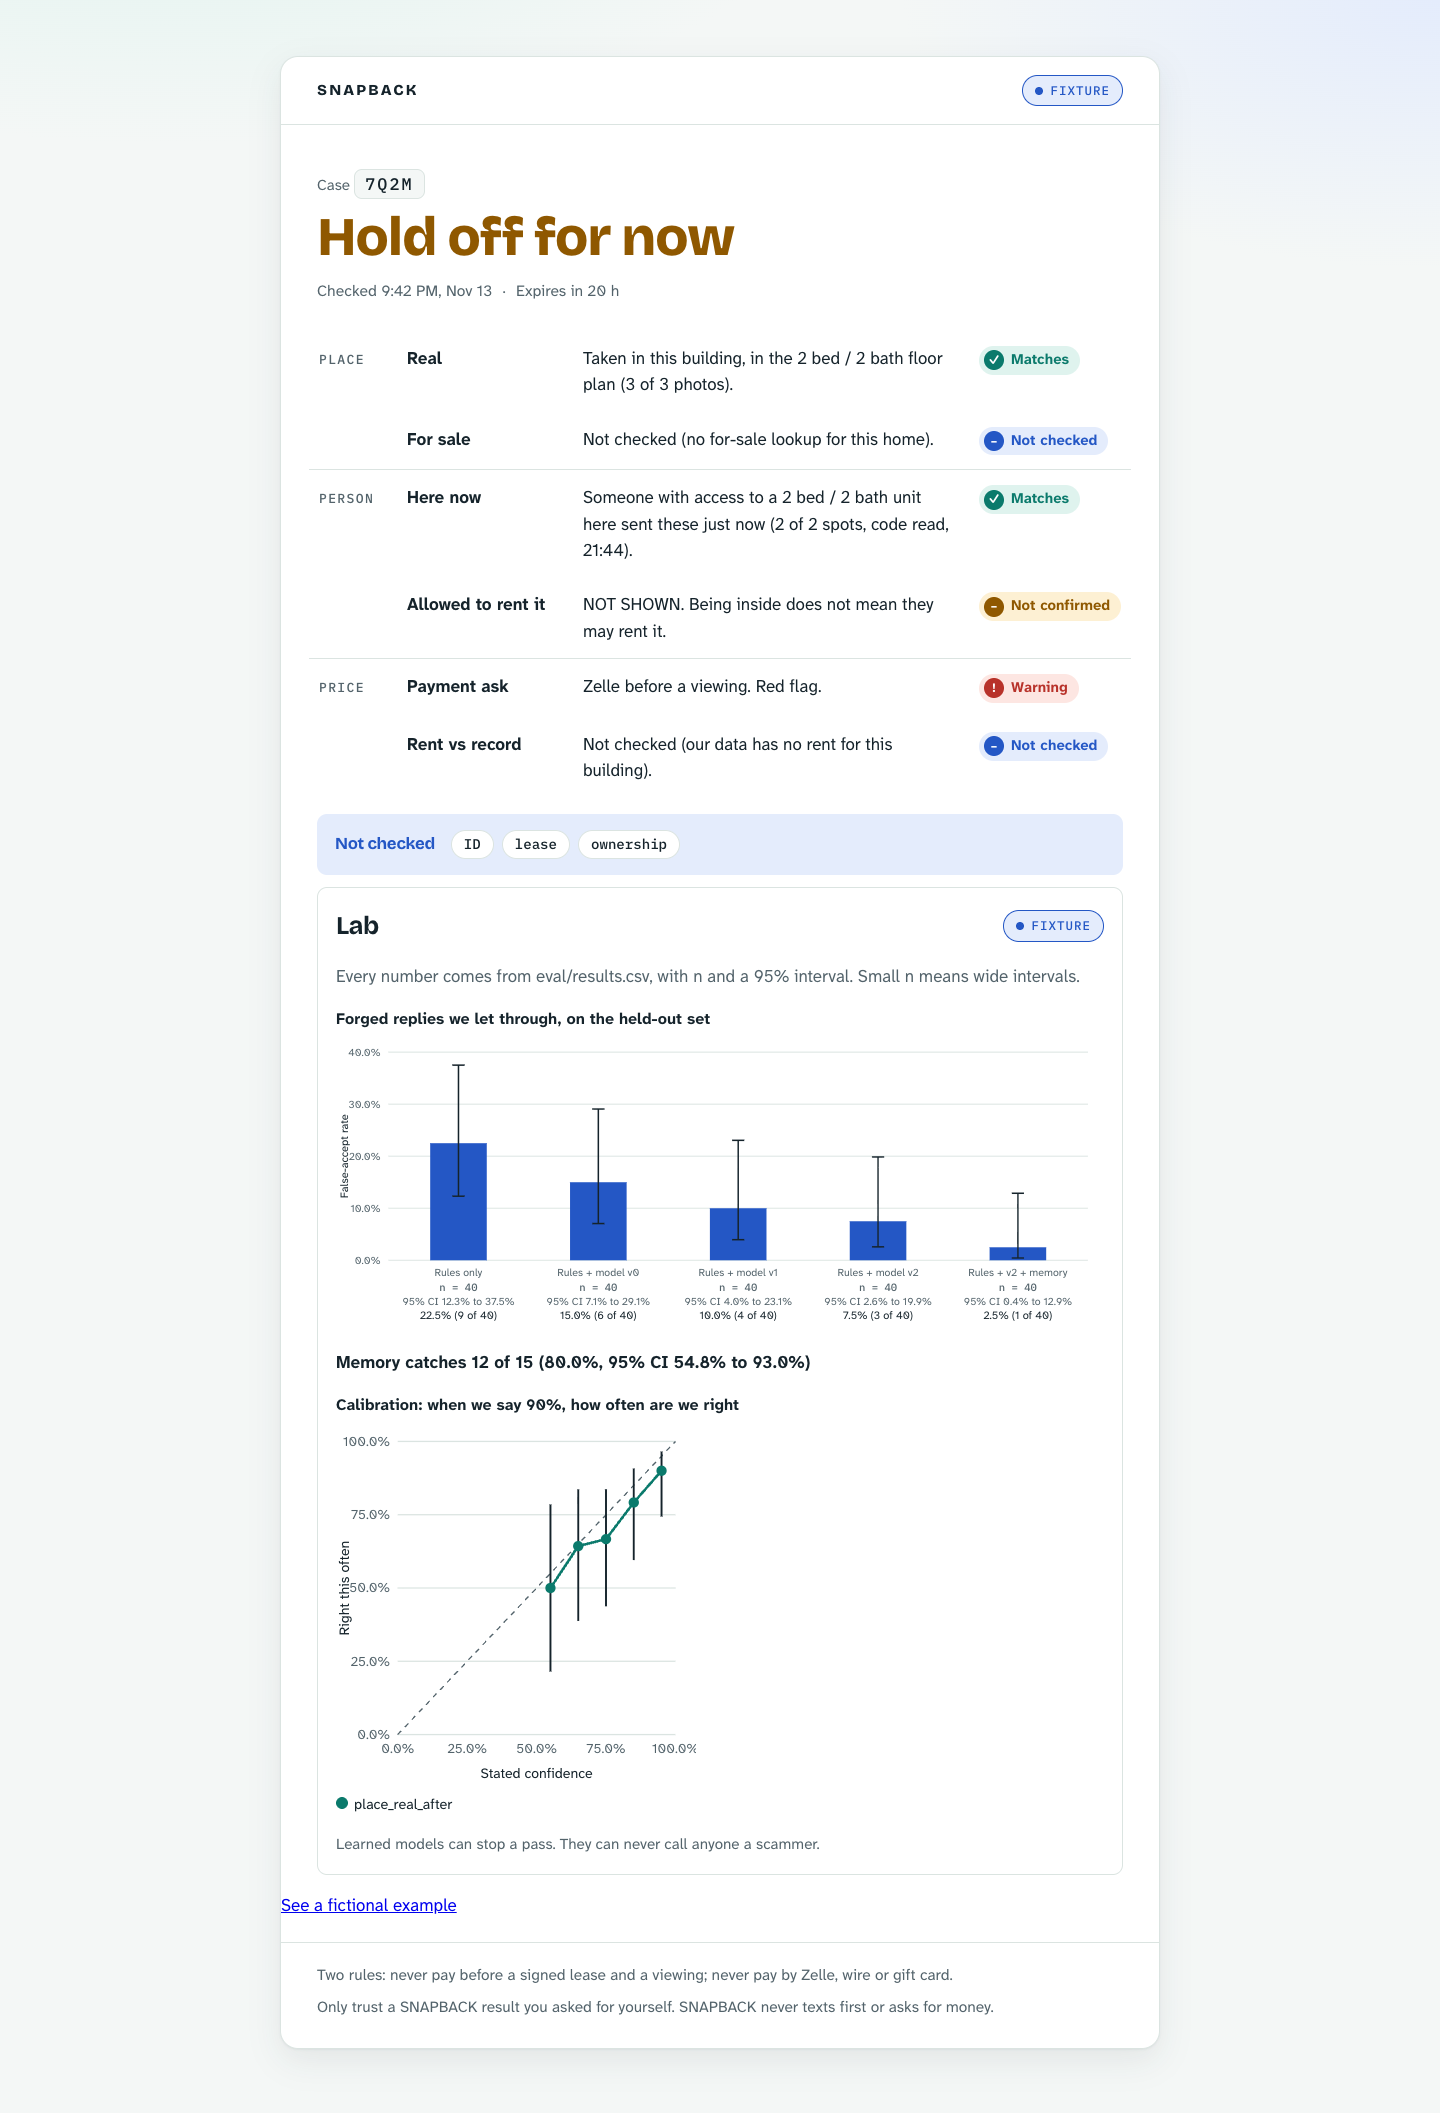 SNAPBACK
FIXTURE
Case 7Q2M
Hold off for now
Checked 9:42 PM, Nov 13 · Expires in 20 h
PLACE
Real
Taken in this building, in the 2 bed / 2 bath floor
plan (3 of 3 photos).
Matches
For sale
Not checked (no for-sale lookup for this home).
Not checked
PERSON
Here now
Someone with access to a 2 bed / 2 bath unit
here sent these just now (2 of 2 spots, code read,
21:44).
Matches
Allowed to rent it
NOT SHOWN. Being inside does not mean they
may rent it.
Not confirmed
PRICE
Payment ask
Zelle before a viewing. Red flag.
Warning
Rent vs record
Not checked (our data has no rent for this
building).
Not checked
Not checked
ID
lease
ownership
Lab
FIXTURE
Every number comes from eval/results.csv, with n and a 95% interval. Small n means wide intervals.
Forged replies we let through, on the held-out set
False-accept rate
40.0%
30.0%
20.0%
10.0%
0.0%
Rules only
n = 40
95% CI 12.3% to 37.5%
22.5% (9 of 40)
Rules + model v0
n = 40
95% CI 7.1% to 29.1%
15.0% (6 of 40)
Rules + model v1
n = 40
95% CI 4.0% to 23.1%
10.0% (4 of 40)
Rules + model v2
n = 40
95% CI 2.6% to 19.9%
7.5% (3 of 40)
Rules + v2 + memory
n = 40
95% CI 0.4% to 12.9%
2.5% (1 of 40)
Memory catches 12 of 15 (80.0%, 95% CI 54.8% to 93.0%)
Calibration: when we say 90%, how often are we right
Right this often
100.0%
75.0%
50.0%
25.0%
0.0%
0.0%
25.0%
50.0%
75.0%
100.0%
Stated confidence
place_real_after
Learned models can stop a pass. They can never call anyone a scammer.
See a fictional example
Two rules: never pay before a signed lease and a viewing; never pay by Zelle, wire or gift card.
Only trust a SNAPBACK result you asked for yourself. SNAPBACK never texts first or asks for money.